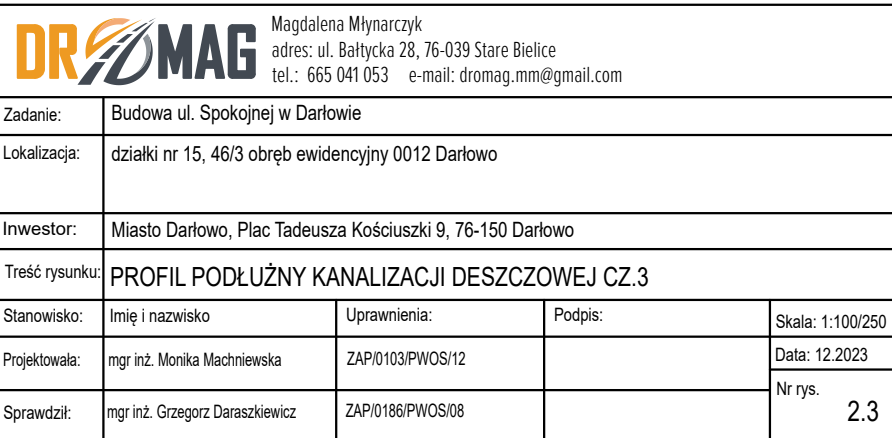 DROMAG
Magdalena Młynarczyk
adres: ul. Bałtycka 28, 76-039 Stare Bielice
tel.: 665 041 053 e-mail: dromag.mm@gmail.com
Zadanie: Budowa ul. Spokojnej w Darłowie
Lokalizacja: działki nr 15, 46/3 obręb ewidencyjny 0012 Darłowo
Inwestor: Miasto Darłowo, Plac Tadeusza Kościuszki 9, 76-150 Darłowo
Treść rysunku: PROFIL PODŁUŻNY KANALIZACJI DESZCZOWEJ CZ.3
Stanowisko: Imię i nazwisko Uprawnienia: Podpis: Skala: 1:100/250
Projektowała: mgr inż. Monika Machniewska ZAP/0103/PWOS/12 Data: 12.2023
Sprawdził: mgr inż. Grzegorz Daraszkiewicz ZAP/0186/PWOS/08 Nr rys.
2.3